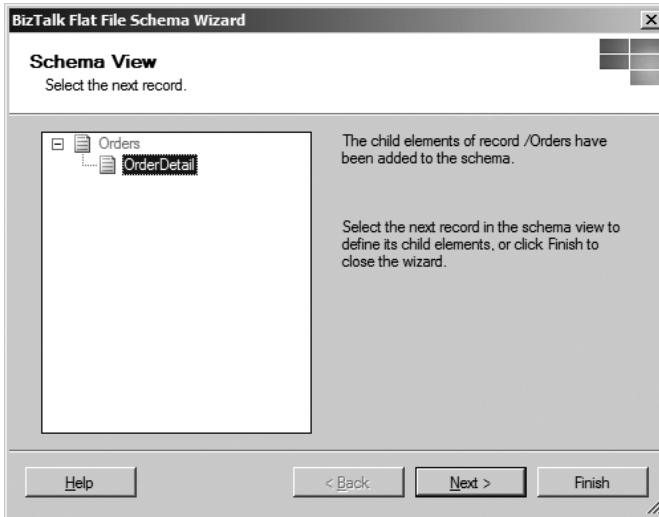 BizTalk Flat File Schema Wizard
Schema View
Select the next record.
Orders
OrderDetail
The child elements of record /Orders have
been added to the schema.
Select the next record in the schema view to
define its child elements, or click Finish to
close the wizard.
Help
< Back
Next >
Finish